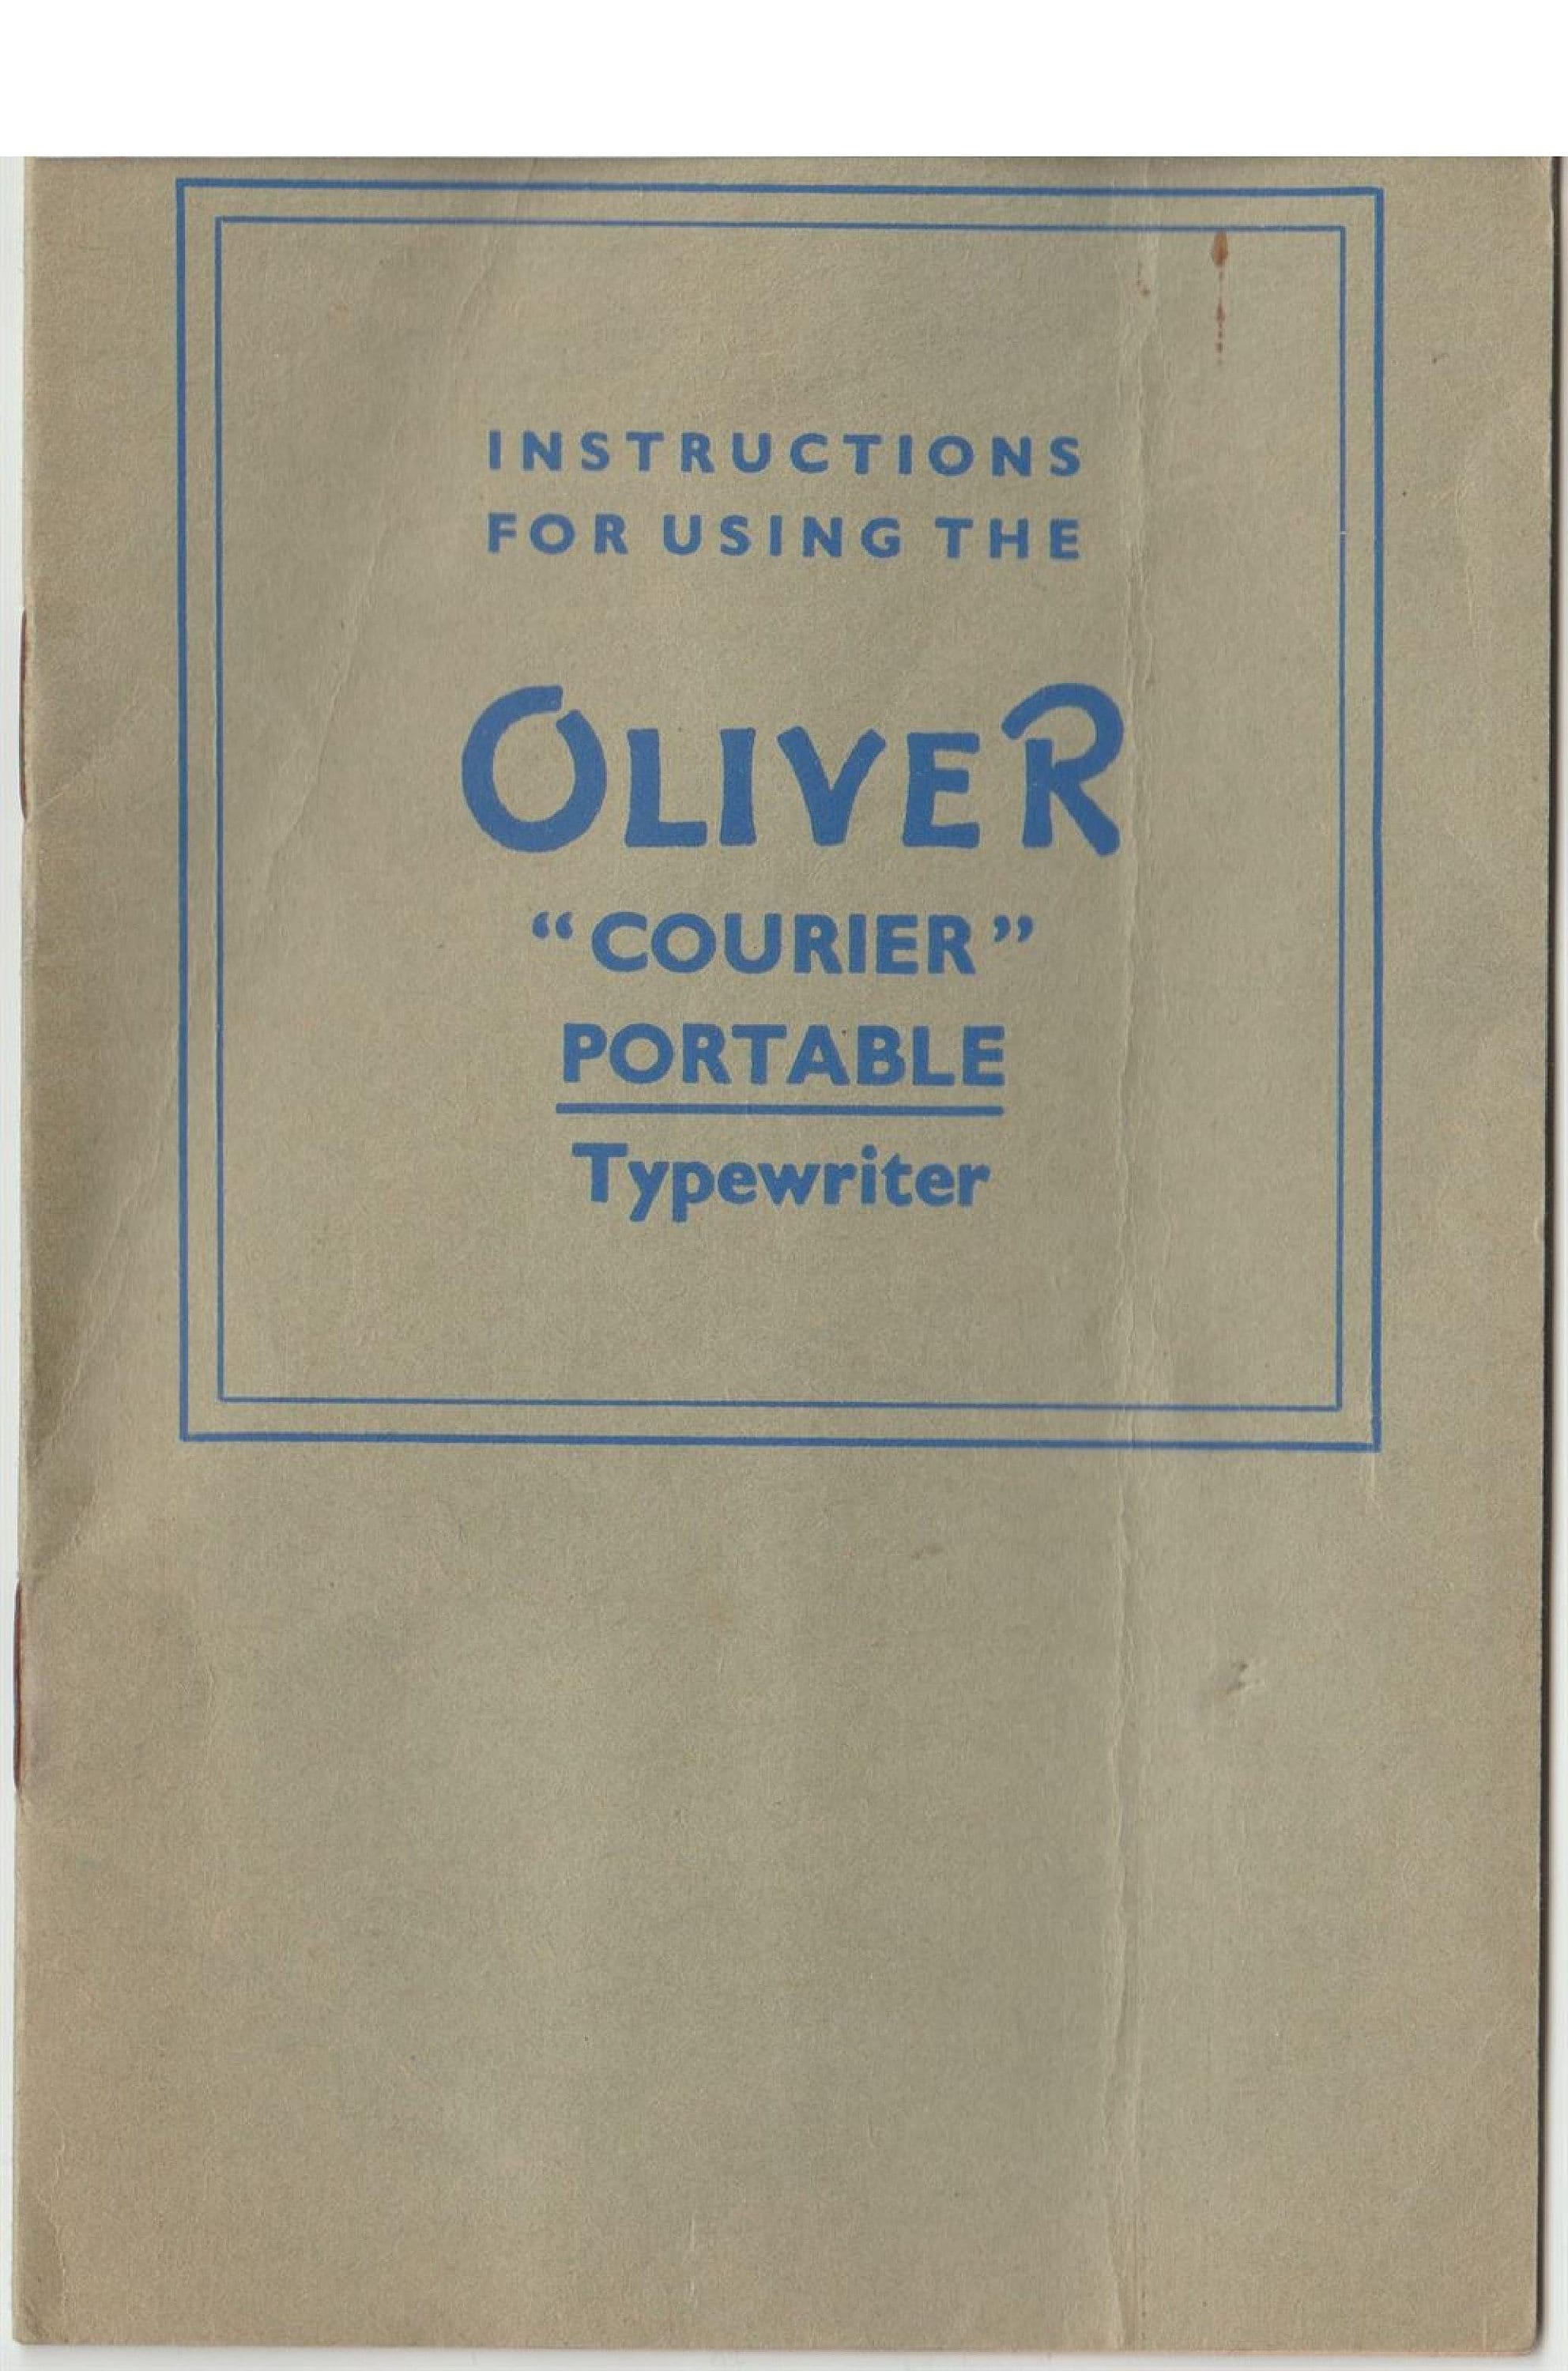 INSTRUCTIONS
FOR USING THE
OLIVER
“COURIER”
PORTABLE
Typewriter